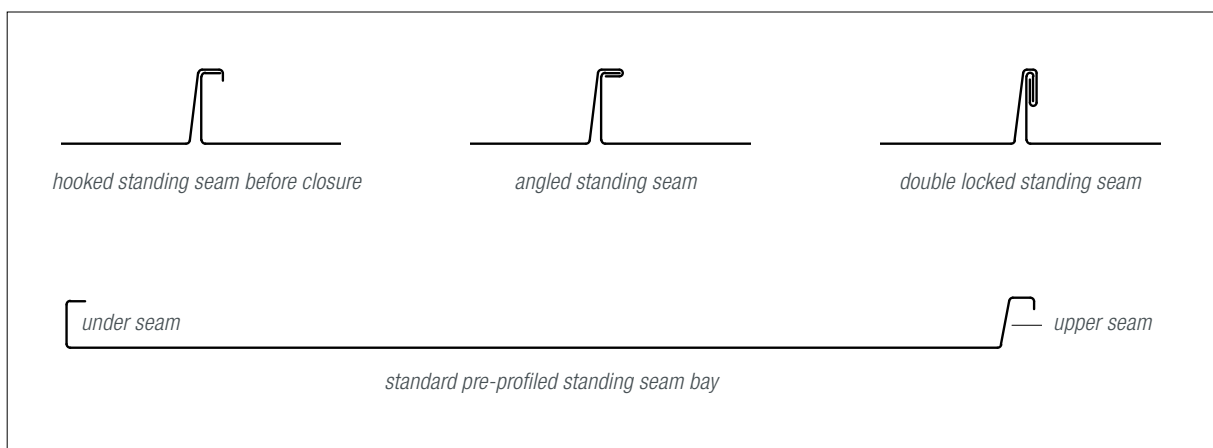 hooked standing seam before closure
angled standing seam
double locked standing seam
under seam
upper seam
standard pre-profiled standing seam bay